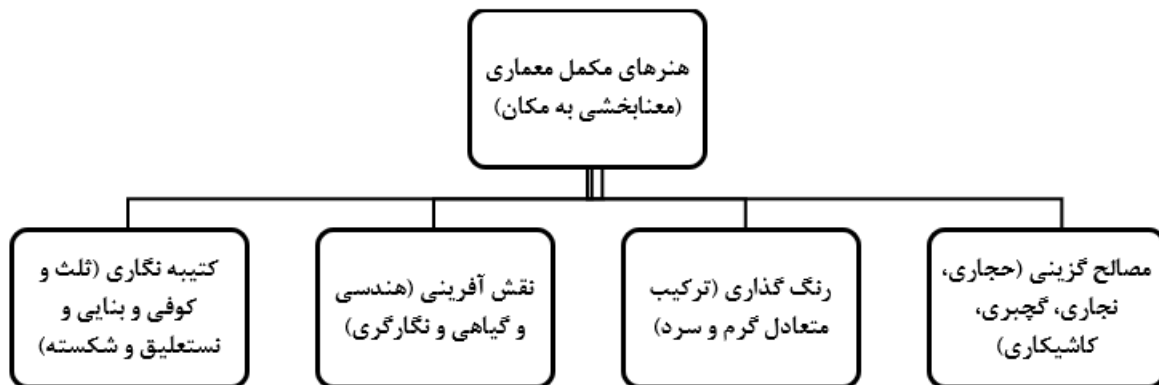 هنرهای مکمل معماری
(معنابخشی به مکان)
مصالح گزینی (حجاری،
نجاری، گچبری،
کاشیکاری)
رنگ گذاری (ترکیب
متعادل گرم و سرد)
نقش آفرینی (هندسی
و گیاهی و نگارگری)
کتیبه نگاری (ثلث و
کوفی و بنایی و
نستعلیق و شکسته)